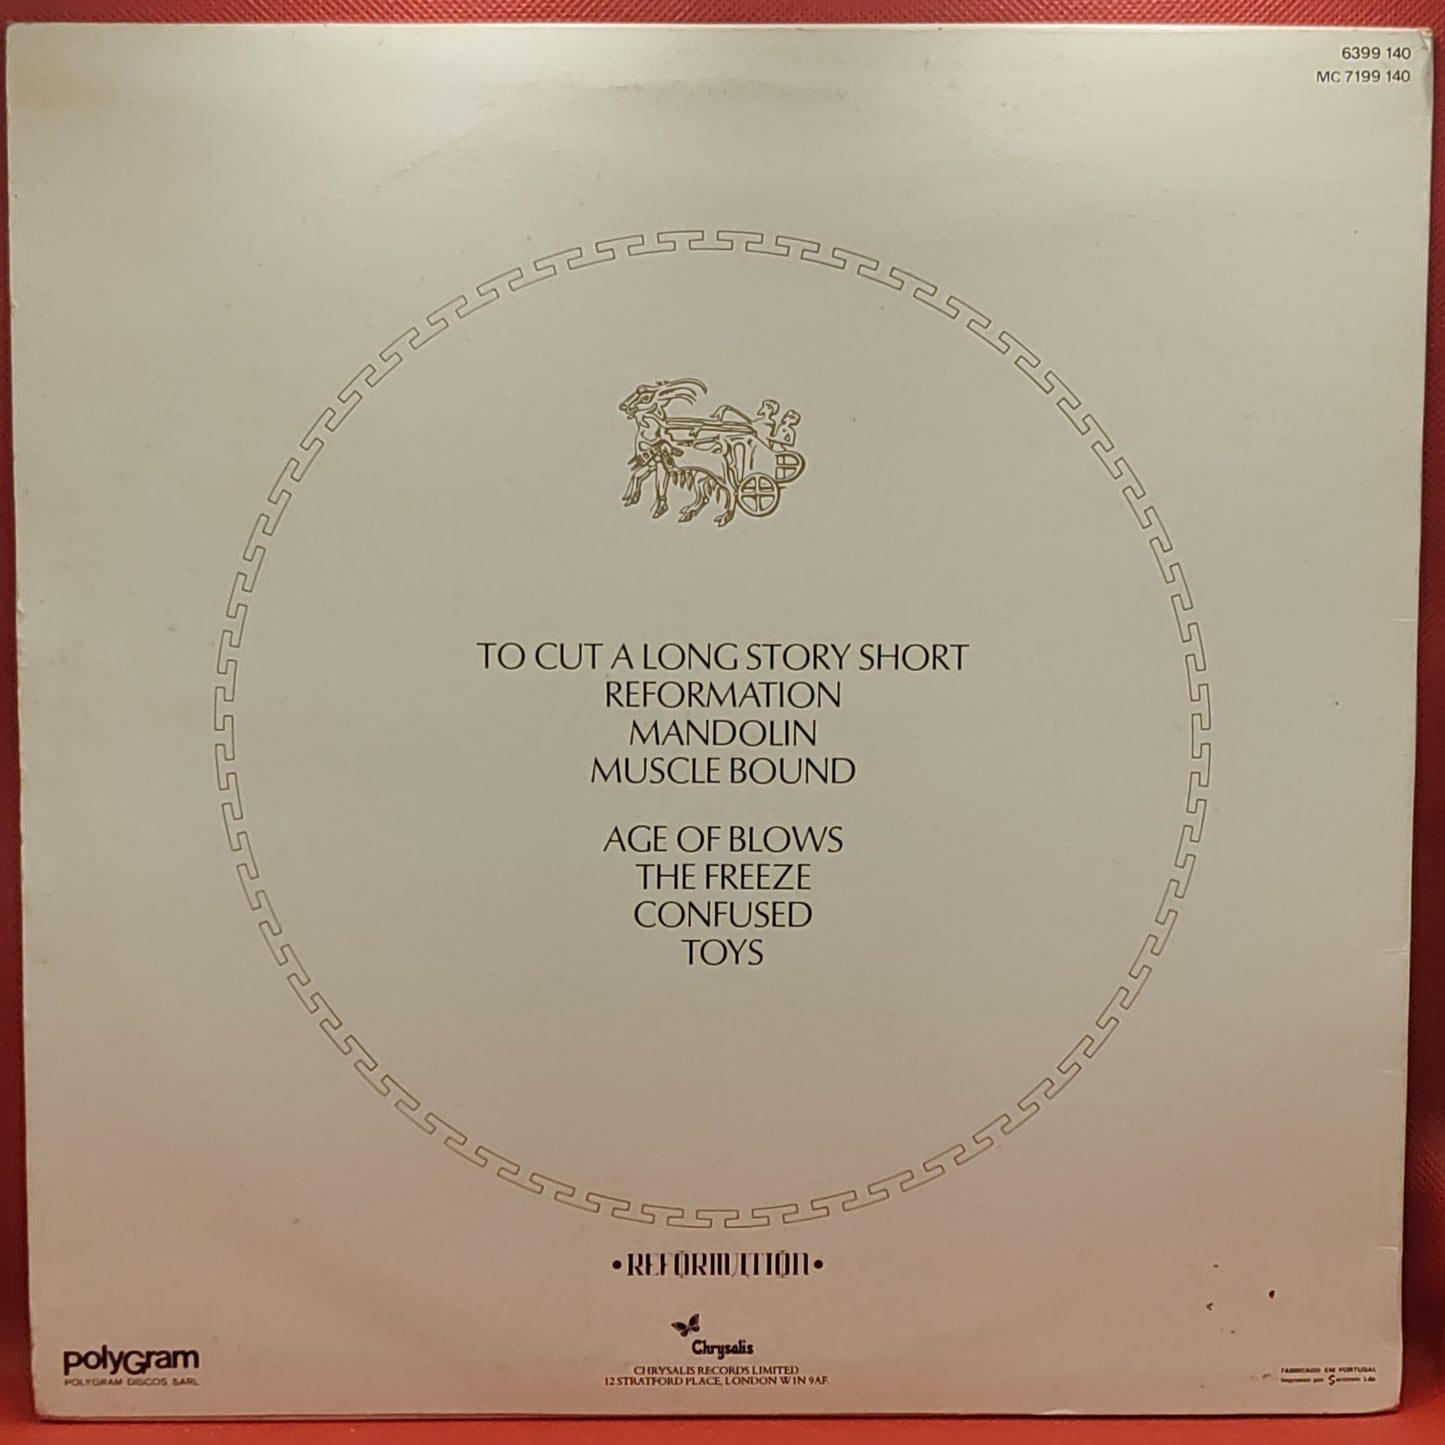 6399 140
MC 7199 140
TO CUT A LONG STORY SHORT
REFORMATION
MANDOLIN
MUSCLE BOUND
AGE OF BLOWS
THE FREEZE
CONFUSED
TOYS
•REFORMATION•
Chrysalis
CHRYSALIS RECORDS LIMITED
12 STRATFORD PLACE, LONDON W1N 9AF.
polyGram
POLYGRAM DISCOS SARL
FABRICADO EM PORTUGAL
Impresso por